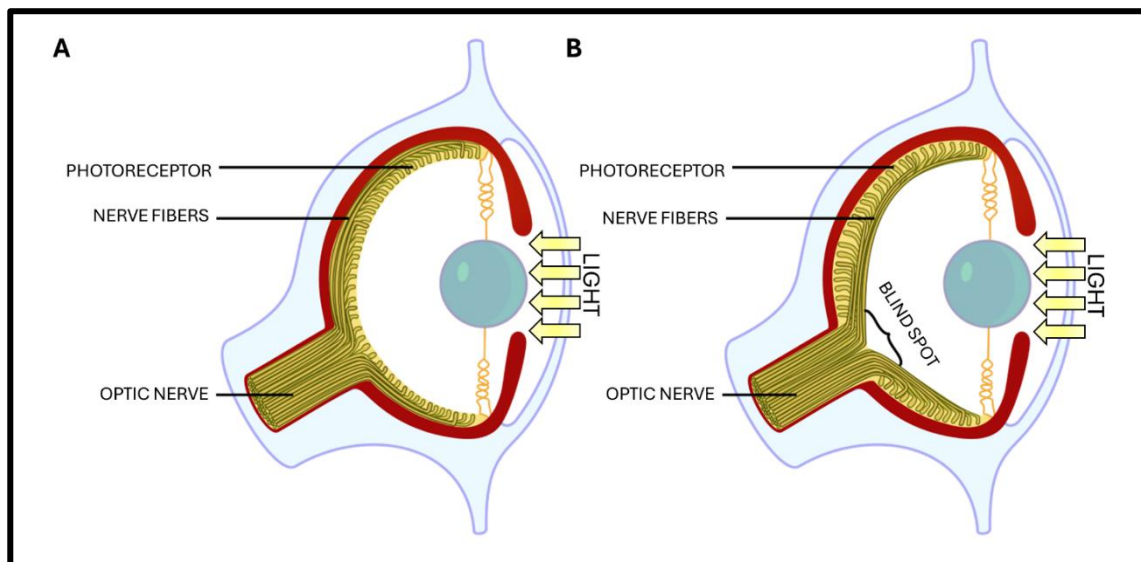 A
PHOTORECEPTOR
NERVE FIBERS
OPTIC NERVE
LIGHT
B
PHOTORECEPTOR
NERVE FIBERS
BLIND SPOT
OPTIC NERVE
LIGHT